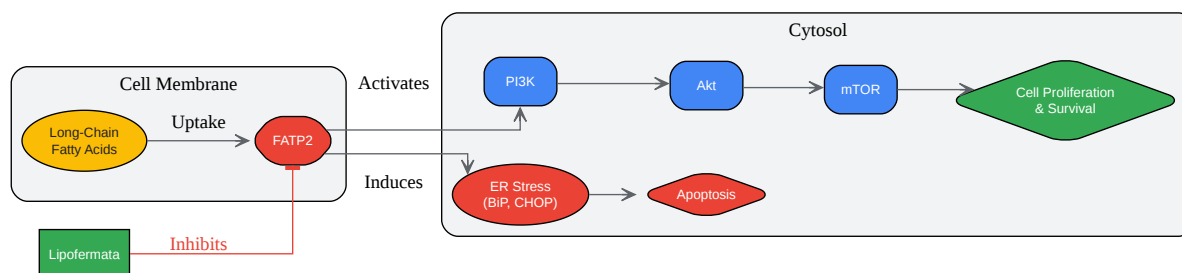 Cytosol
Cell Membrane
Activates
PI3K
Akt
mTOR
Cell Proliferation
& Survival
Long-Chain
Fatty Acids
Uptake
FATP2
Induces
ER Stress
(BiP, CHOP)
Apoptosis
Lipofermata
Inhibits